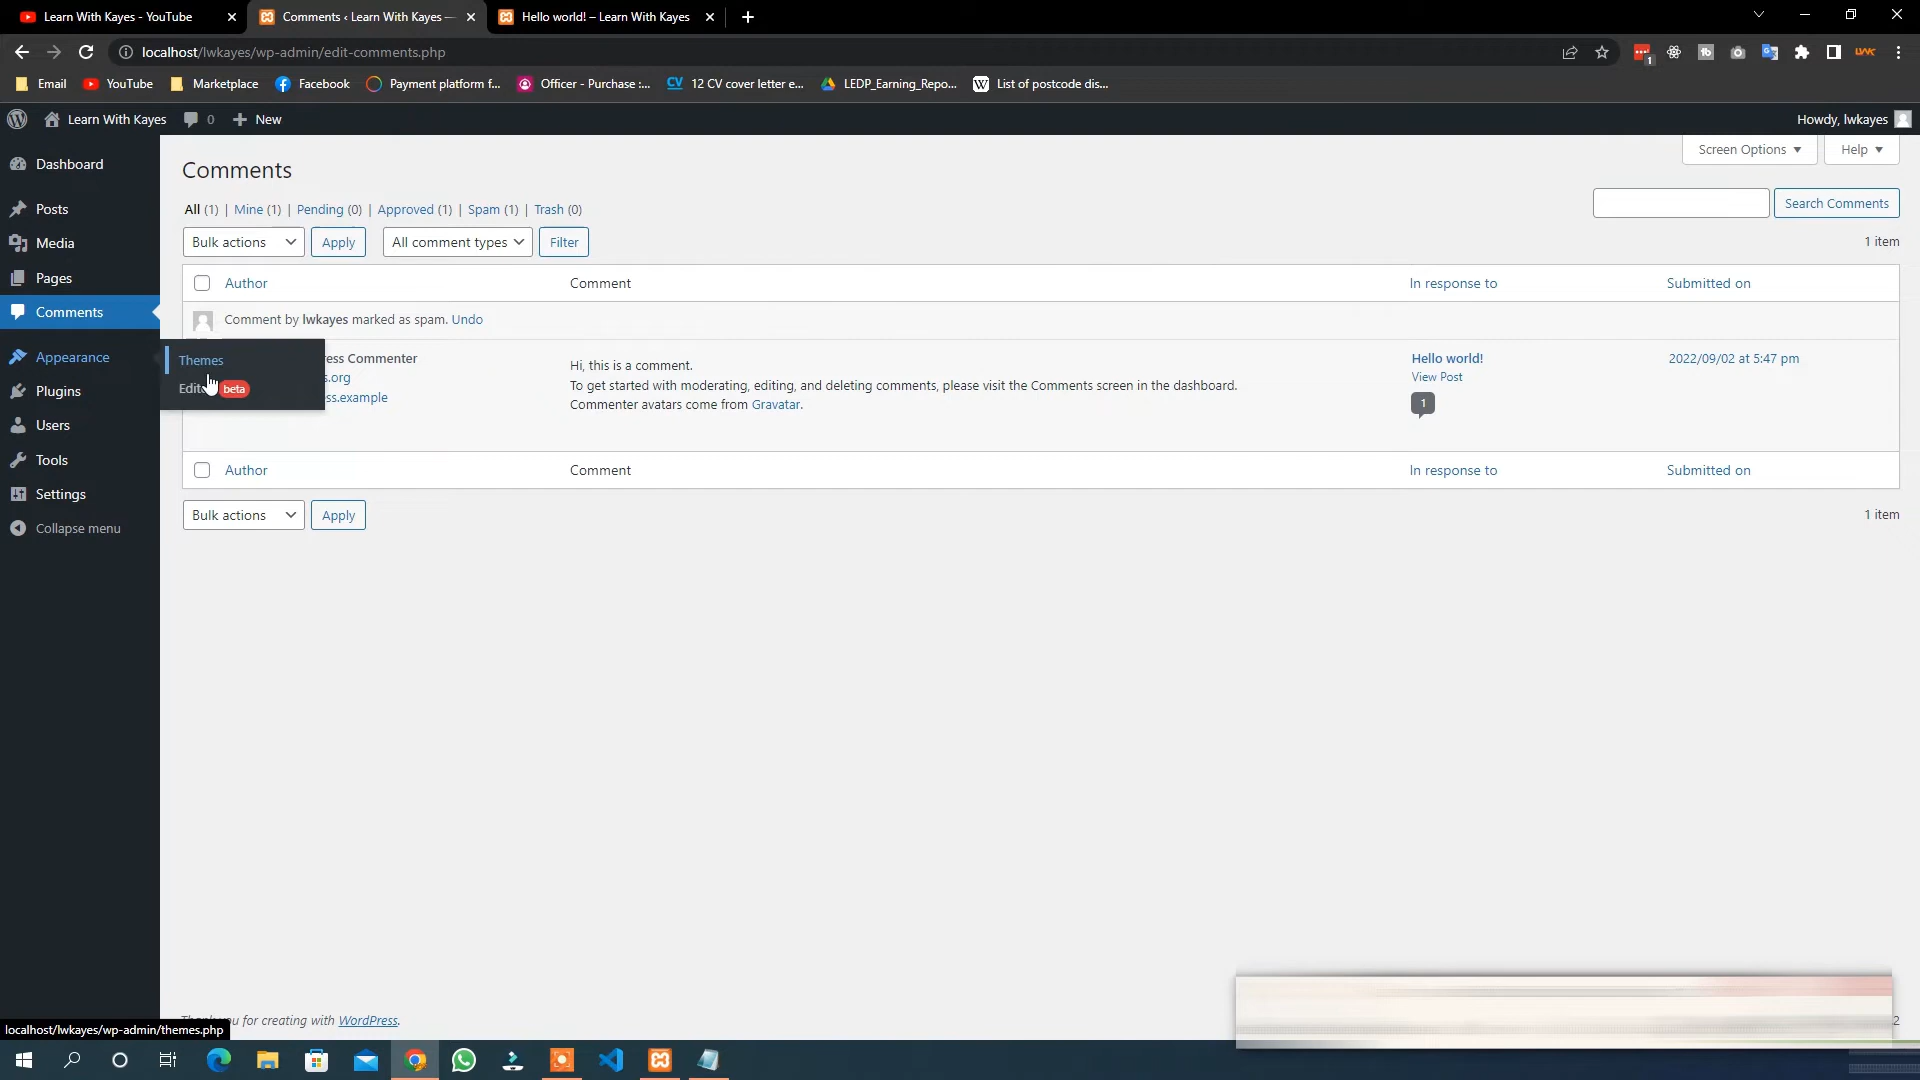 Learn With Kayes - YouTube
Comments ‹ Learn With Kayes —
Hello world! – Learn With Kayes
localhost/lwkayes/wp-admin/edit-comments.php
1
Email
YouTube
Marketplace
Facebook
Payment platform f...
Officer - Purchase :...
CV
12 CV cover letter e...
LEDP_Earning_Repo...
W
List of postcode dis...
Learn With Kayes
0
New
Howdy, lwkayes
Dashboard
Posts
Media
Pages
Comments
Appearance
Plugins
Users
Tools
Settings
Collapse menu
Themes
beta
Comments
Screen Options
Help
All (1) | Mine (1) | Pending (0) | Approved (1) | Spam (1) | Trash (0)
Search Comments
Bulk actions
Apply
All comment types
Filter
1 item
Author
Comment
In response to
Submitted on
Comment by lwkayes marked as spam. Undo
Commenter
Hi, this is a comment.
To get started with moderating, editing, and deleting comments, please visit the Comments screen in the dashboard.
Commenter avatars come from Gravatar.
Hello world!
View Post
1
2022/09/02 at 5:47 pm
Author
Comment
In response to
Submitted on
Bulk actions
Apply
1 item
for creating with WordPress.
localhost/lwkayes/wp-admin/themes.php